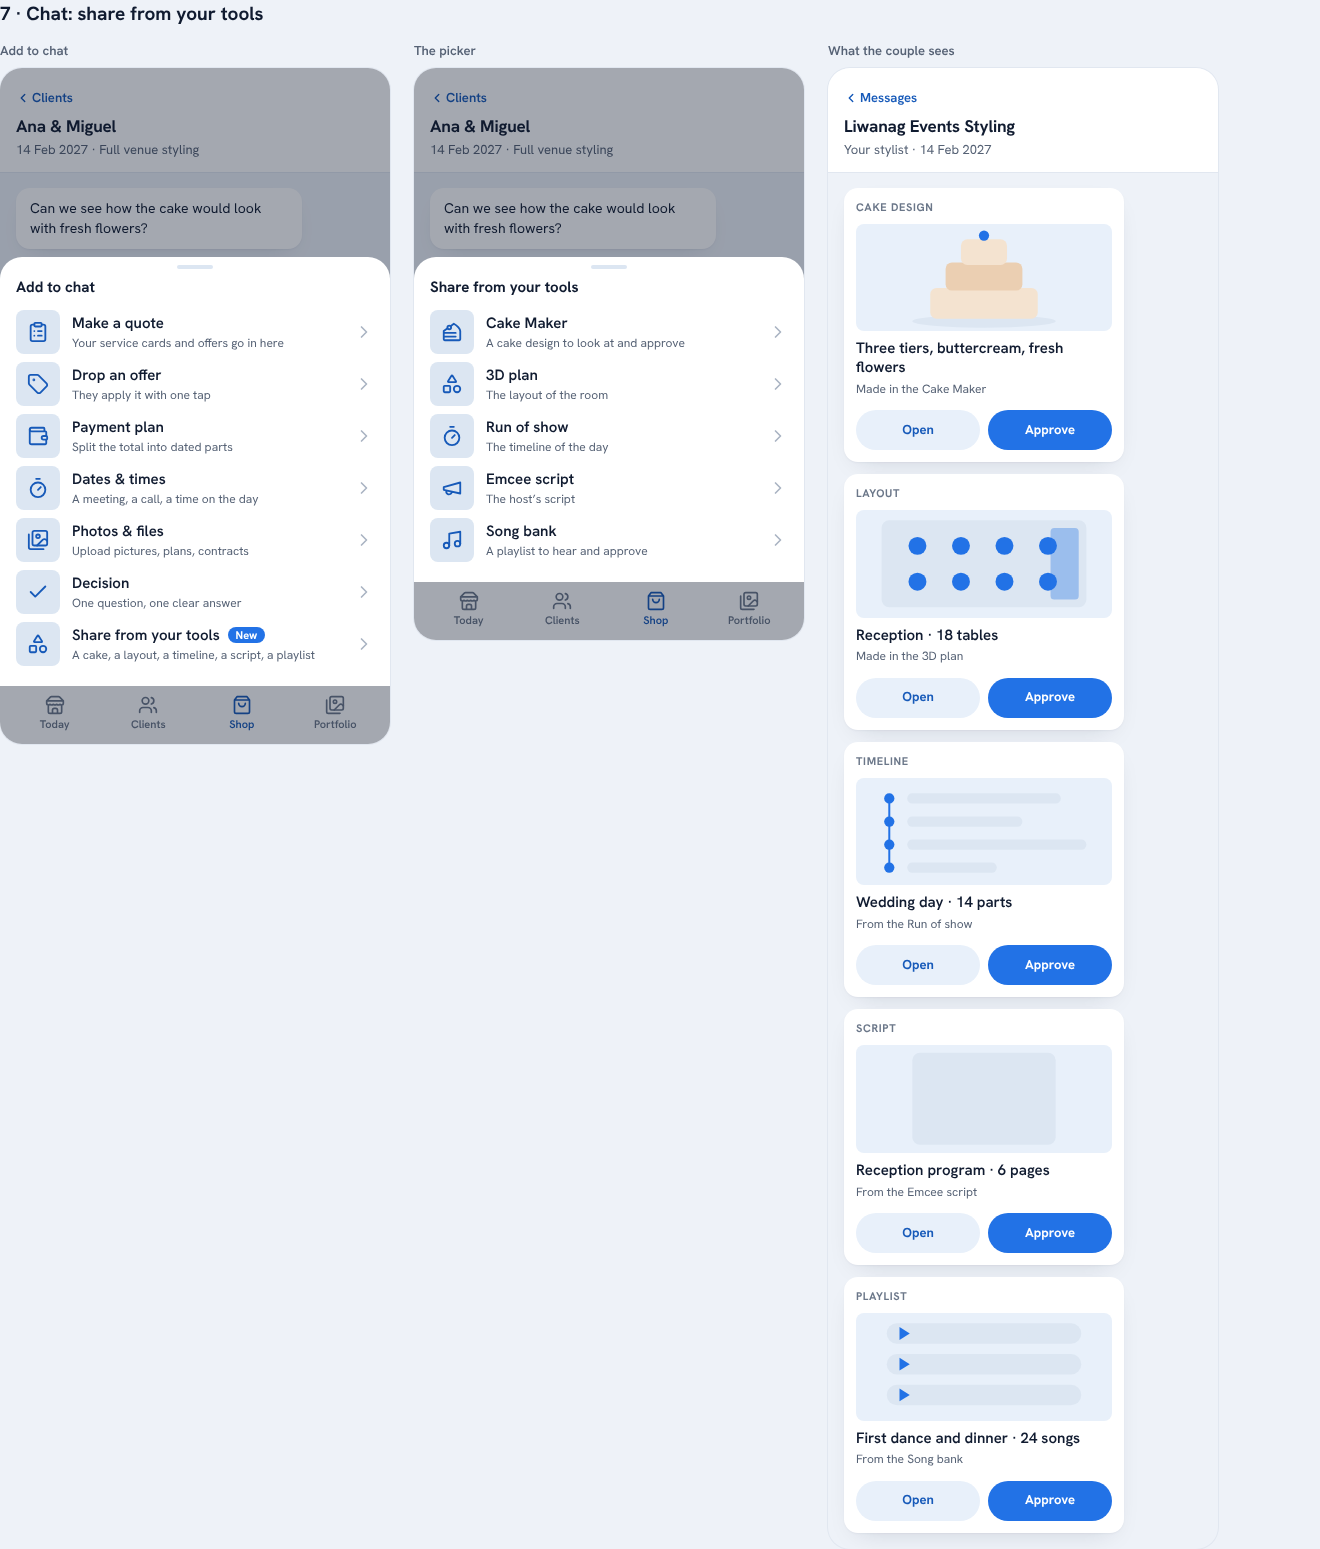 7 · Chat: share from your tools
Add to chat
Clients
Ana & Miguel
14 Feb 2027 · Full venue styling
Can we see how the cake would look
with fresh flowers?
Add to chat
Make a quote
Your service cards and offers go in here
Drop an offer
They apply it with one tap
Payment plan
Split the total into dated parts
Dates & times
A meeting, a call, a time on the day
Photos & files
Upload pictures, plans, contracts
Decision
One question, one clear answer
Share from your tools New
A cake, a layout, a timeline, a script, a playlist
Today Clients Shop Portfolio
The picker
Clients
Ana & Miguel
14 Feb 2027 · Full venue styling
Can we see how the cake would look
with fresh flowers?
Share from your tools
Cake Maker
A cake design to look at and approve
3D plan
The layout of the room
Run of show
The timeline of the day
Emcee script
The host’s script
Song bank
A playlist to hear and approve
Today Clients Shop Portfolio
What the couple sees
Messages
Liwanag Events Styling
Your stylist · 14 Feb 2027
CAKE DESIGN
Three tiers, buttercream, fresh
flowers
Made in the Cake Maker
Open Approve
LAYOUT
Reception · 18 tables
Made in the 3D plan
Open Approve
TIMELINE
Wedding day · 14 parts
From the Run of show
Open Approve
SCRIPT
Reception program · 6 pages
From the Emcee script
Open Approve
PLAYLIST
First dance and dinner · 24 songs
From the Song bank
Open Approve